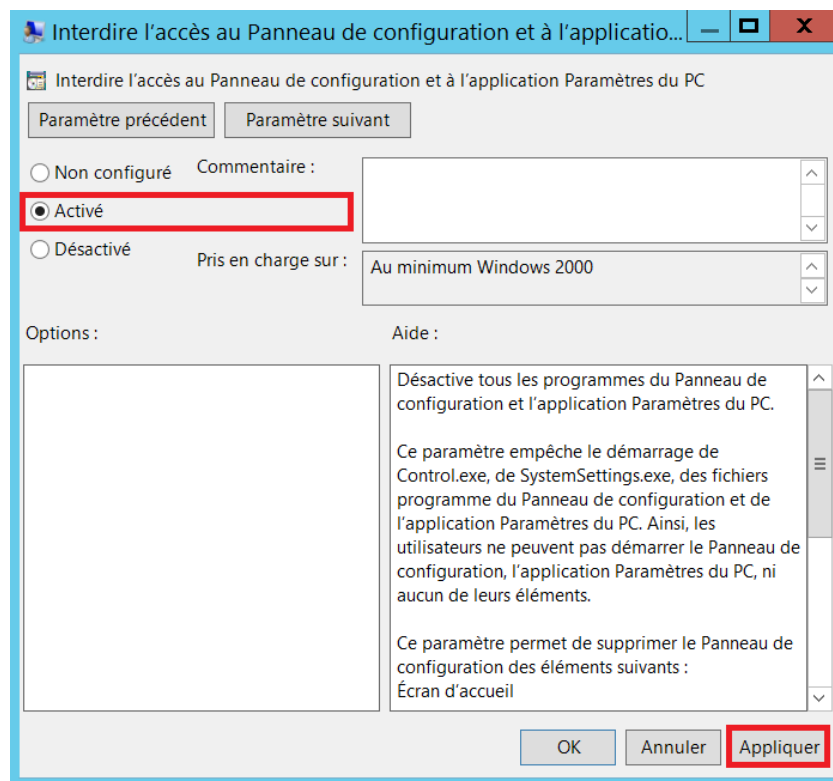 Interdire l'accès au Panneau de configuration et à l'applicatio...
Interdire l'accès au Panneau de configuration et à l'application Paramètres du PC
Paramètre précédent
Paramètre suivant
Non configuré
Commentaire :
Activé
Désactivé
Pris en charge sur :
Au minimum Windows 2000
Options :
Aide :
Désactive tous les programmes du Panneau de
configuration et l'application Paramètres du PC.
Ce paramètre empêche le démarrage de
Control.exe, de SystemSettings.exe, des fichiers
programme du Panneau de configuration et de
l'application Paramètres du PC. Ainsi, les
utilisateurs ne peuvent pas démarrer le Panneau de
configuration, l'application Paramètres du PC, ni
aucun de leurs éléments.
Ce paramètre permet de supprimer le Panneau de
configuration des éléments suivants :
Écran d'accueil
OK
Annuler
Appliquer